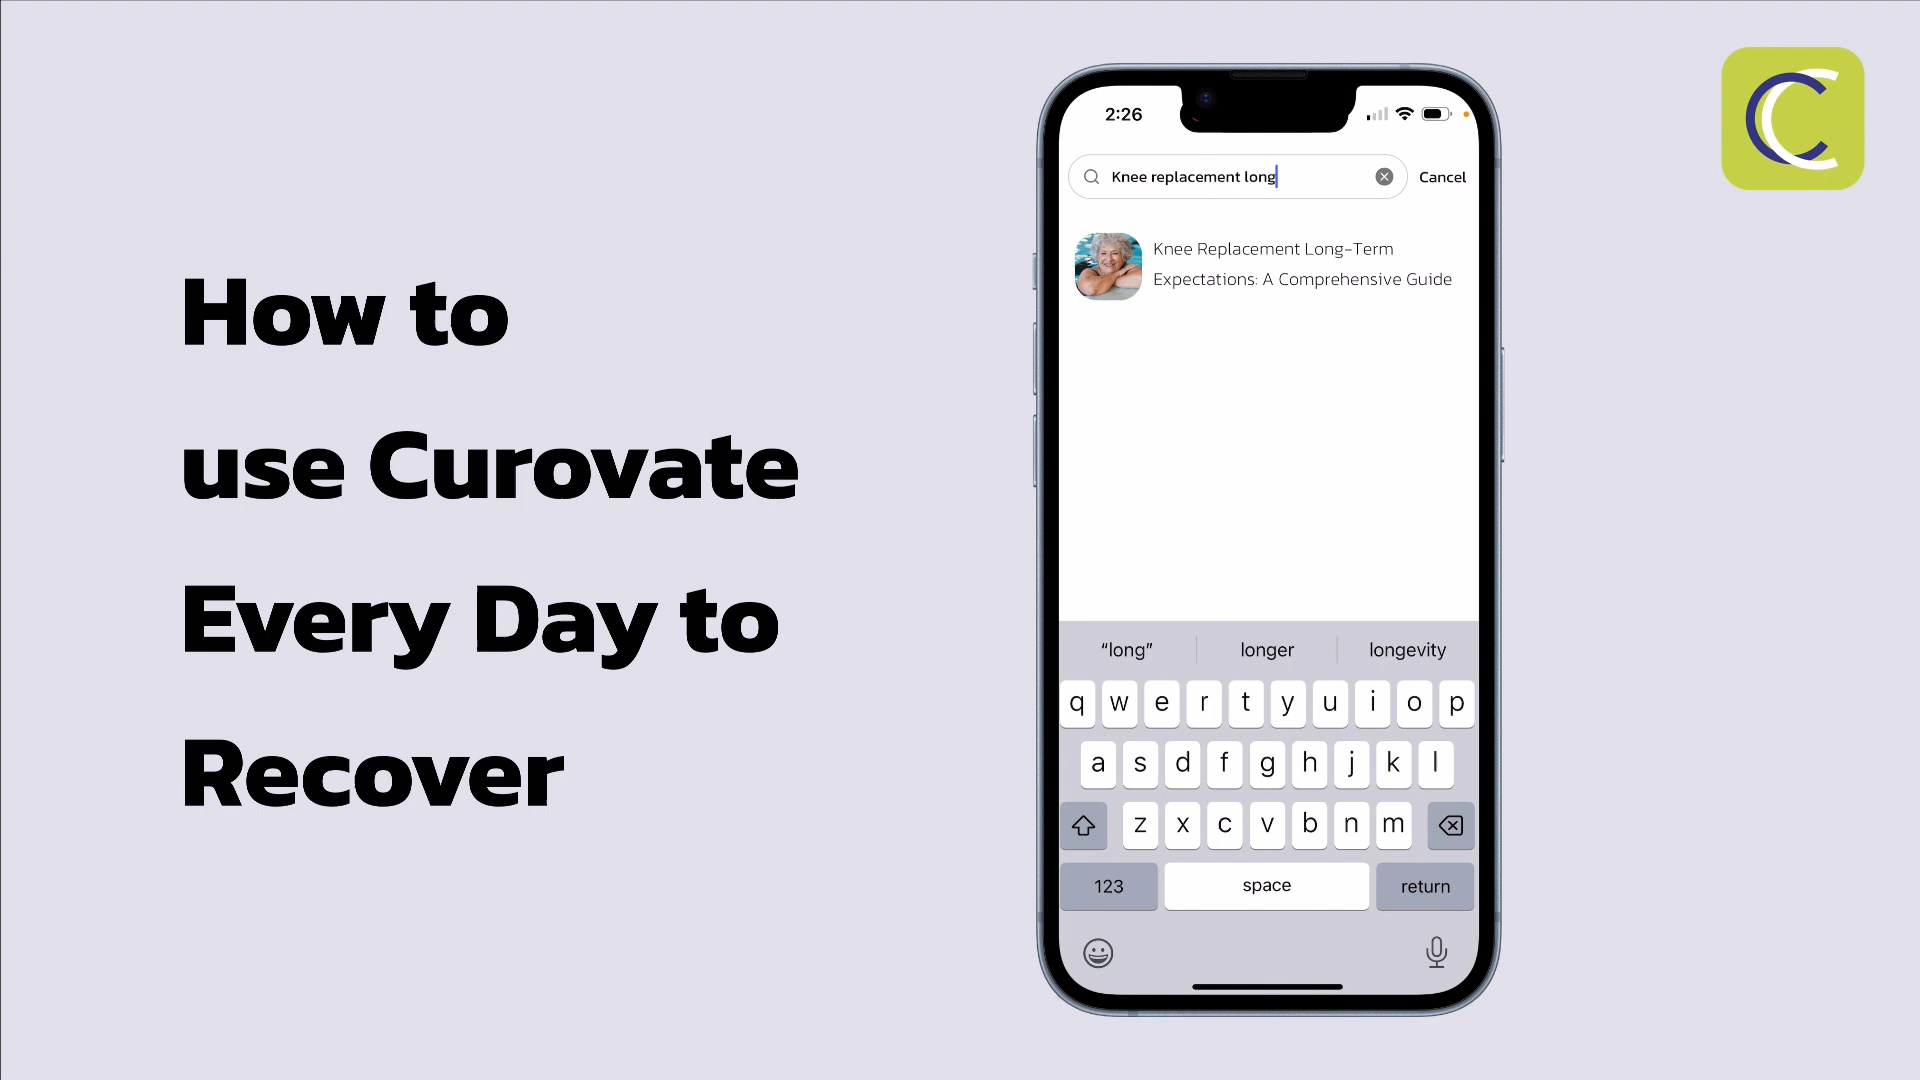 How to
use Curovate
Every Day to
Recover
2:26
Knee replacement long
Cancel
Knee Replacement Long-Term
Expectations: A Comprehensive Guide
“long” longer longevity
q w e r t y u i o p
a s d f g h j k l
z x c v b n m
123 space return